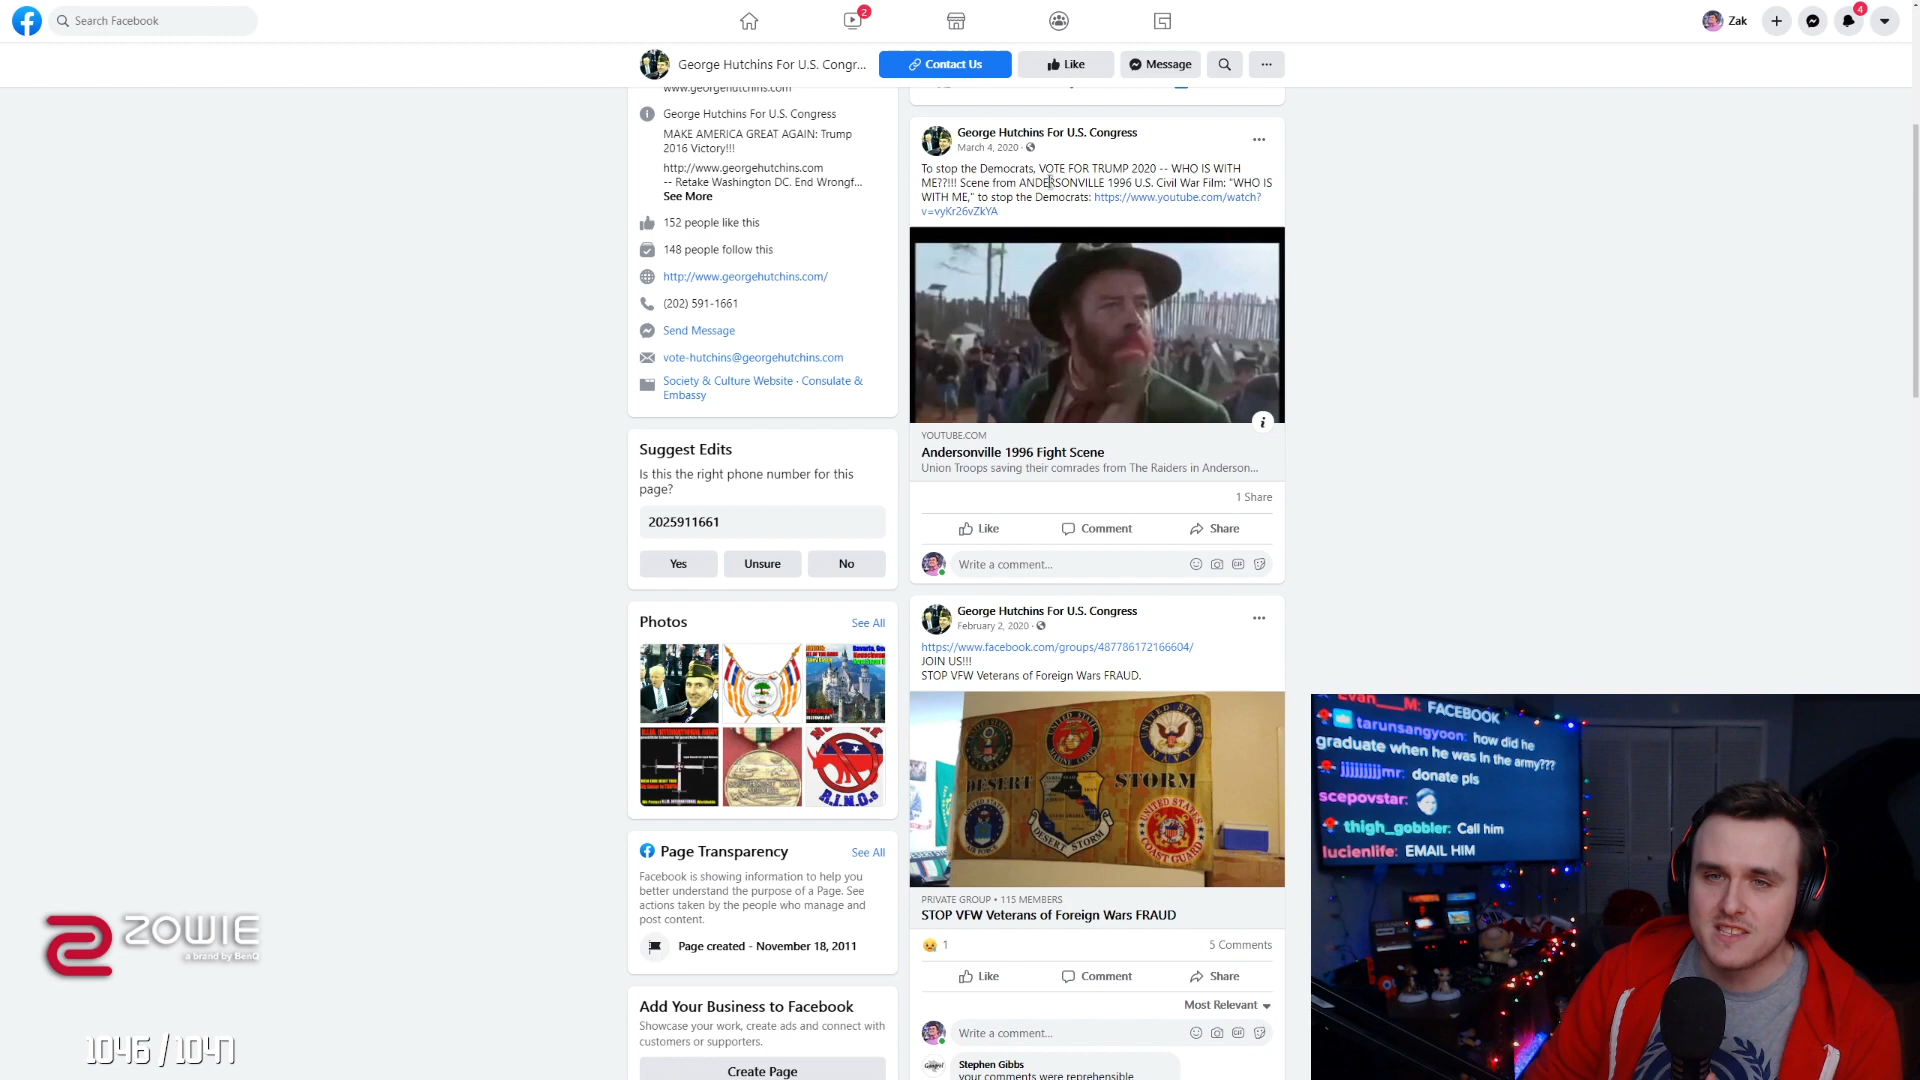 Search Facebook
2
Zak
4
George Hutchins For U.S. Congr...
Contact Us
Like
Message
www.georgehutchins.com
George Hutchins For U.S. Congress
MAKE AMERICA GREAT AGAIN: Trump
2016 Victory!!!
http://www.georgehutchins.com
-- Retake Washington DC. End Wrongf...
See More
152 people like this
148 people follow this
http://www.georgehutchins.com/
(202) 591-1661
Send Message
vote-hutchins@georgehutchins.com
Society & Culture Website · Consulate &
Embassy
Suggest Edits
Is this the right phone number for this
page?
2025911661
Yes
Unsure
No
Photos
See All
R.I.N.O.s
Page Transparency
See All
Facebook is showing information to help you
better understand the purpose of a Page. See
actions taken by the people who manage and
post content.
Page created - November 18, 2011
Add Your Business to Facebook
Showcase your work, create ads and connect with
customers or supporters.
Create Page
George Hutchins For U.S. Congress
March 4, 2020 ·
To stop the Democrats, VOTE FOR TRUMP 2020 -- WHO IS WITH
ME??!!! Scene from ANDERSONVILLE 1996 U.S. Civil War Film: "WHO IS
WITH ME," to stop the Democrats: https://www.youtube.com/watch?
v=vyKr26vZkYA
YOUTUBE.COM
Andersonville 1996 Fight Scene
Union Troops saving their comrades from The Raiders in Anderson...
1 Share
Like
Comment
Share
Write a comment...
George Hutchins For U.S. Congress
February 2, 2020 ·
https://www.facebook.com/groups/487786172166604/
JOIN US!!!
STOP VFW Veterans of Foreign Wars FRAUD.
DESERT STORM
DESERT STORM
UNITED STATES
COAST GUARD
PRIVATE GROUP · 115 MEMBERS
STOP VFW Veterans of Foreign Wars FRAUD
1
5 Comments
Like
Comment
Share
Most Relevant
Write a comment...
Stephen Gibbs
your comments were reprehensible
Evan___M: FACEBOOK
tarunsangyoon: how did he
graduate when he was in the army???
jjjjjjjjjjmr: donate pls
scepovstar:
thigh_gobbler: Call him
lucienlife: EMAIL HIM
ZOWIE
a brand by BenQ
1046 / 1047